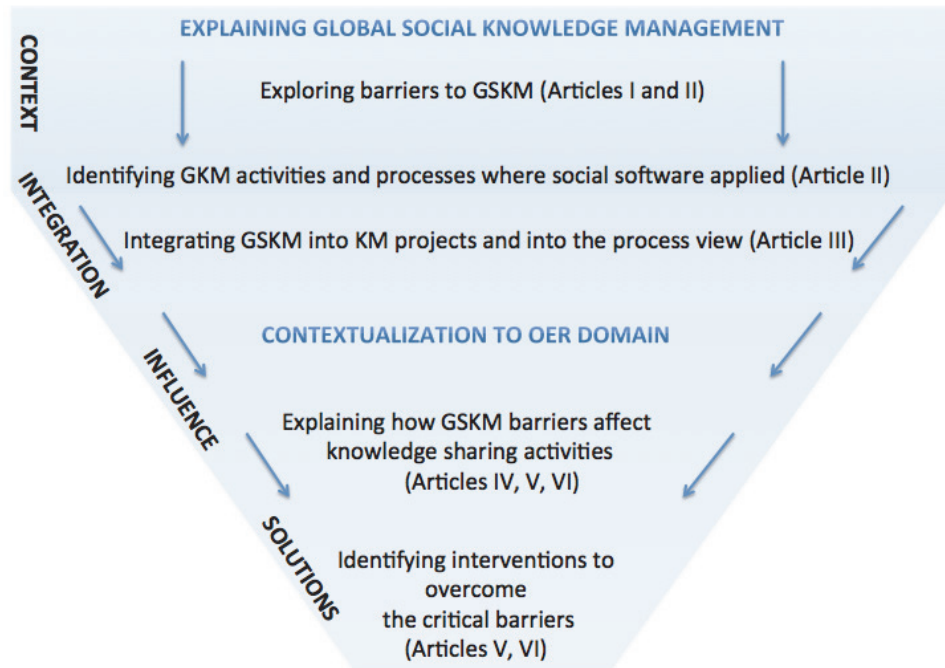 EXPLAINING GLOBAL SOCIAL KNOWLEDGE MANAGEMENT
CONTEXT
Exploring barriers to GSKM (Articles I and II)
Identifying GKM activities and processes where social software applied (Article II)
INTEGRATION
Integrating GSKM into KM projects and into the process view (Article III)
CONTEXTUALIZATION TO OER DOMAIN
INFLUENCE
Explaining how GSKM barriers affect
knowledge sharing activities
(Articles IV, V, VI)
SOLUTIONS
Identifying interventions to
overcome
the critical barriers
(Articles V, VI)